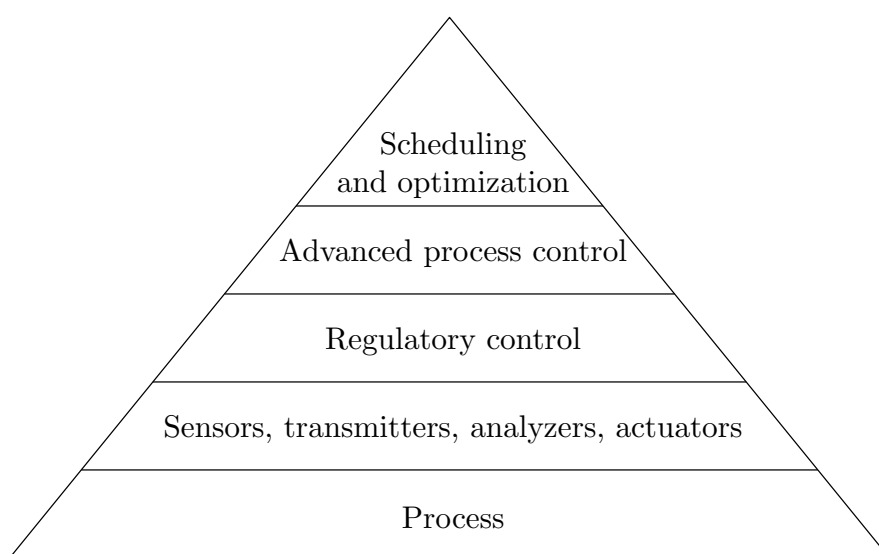 Scheduling
and optimization
Advanced process control
Regulatory control
Sensors, transmitters, analyzers, actuators
Process